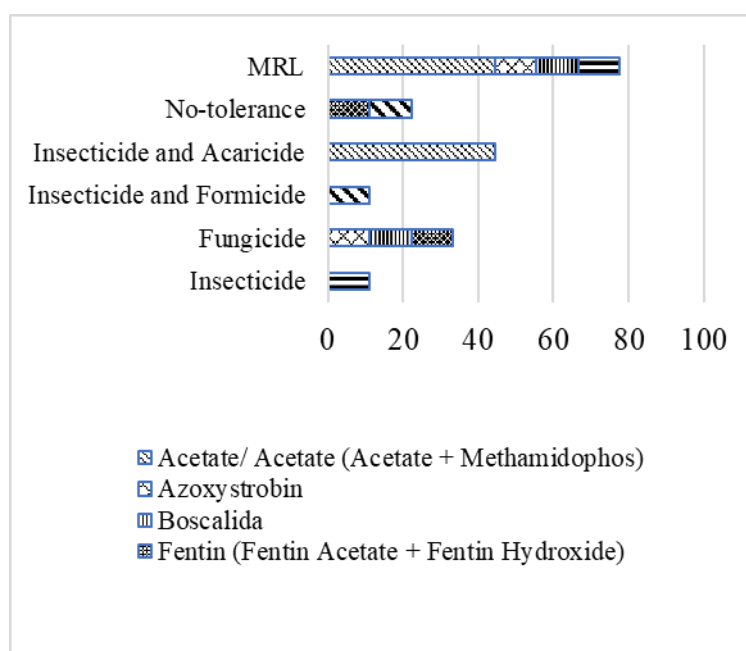 MRL
No-tolerance
Insecticide and Acaricide
Insecticide and Formicide
Fungicide
Insecticide
0 20 40 60 80 100
Acetate/ Acetate (Acetate + Methamidophos)
Azoxystrobin
Boscalida
Fentin (Fentin Acetate + Fentin Hydroxide)